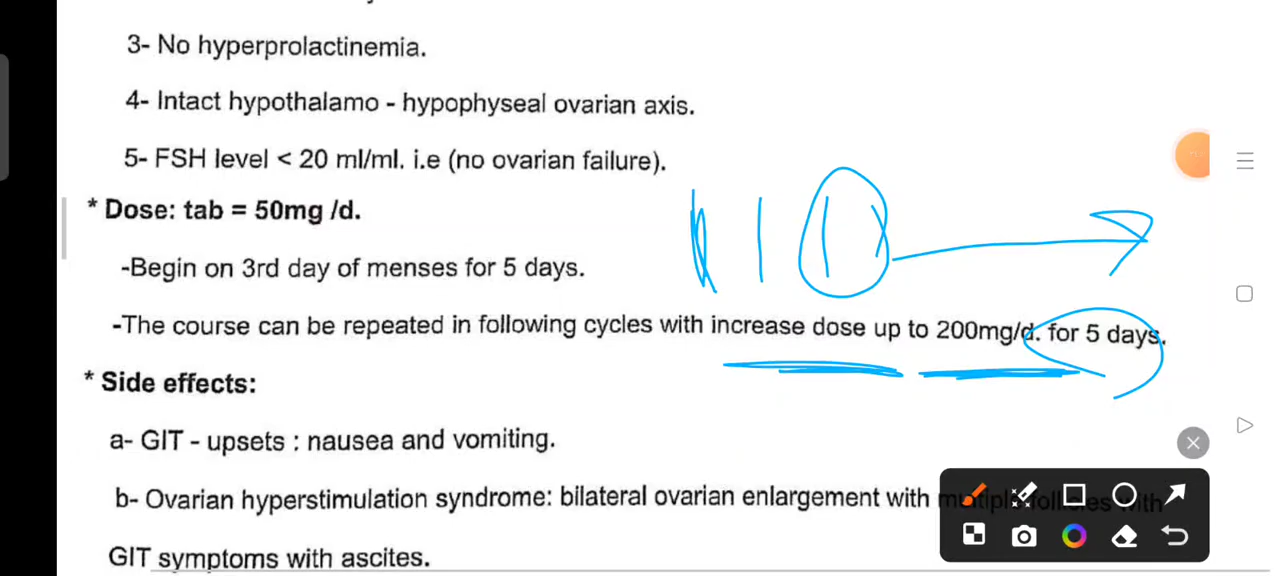 3- No hyperprolactinemia.
4- Intact hypothalamo - hypophyseal ovarian axis.
5- FSH level < 20 ml/ml. i.e (no ovarian failure).
* Dose: tab = 50mg /d.
-Begin on 3rd day of menses for 5 days.
-The course can be repeated in following cycles with increase dose up to 200mg/d. for 5 days.
* Side effects:
a- GIT - upsets : nausea and vomiting.
b- Ovarian hyperstimulation syndrome: bilateral ovarian enlargement with multiple follicles with
GIT symptoms with ascites.